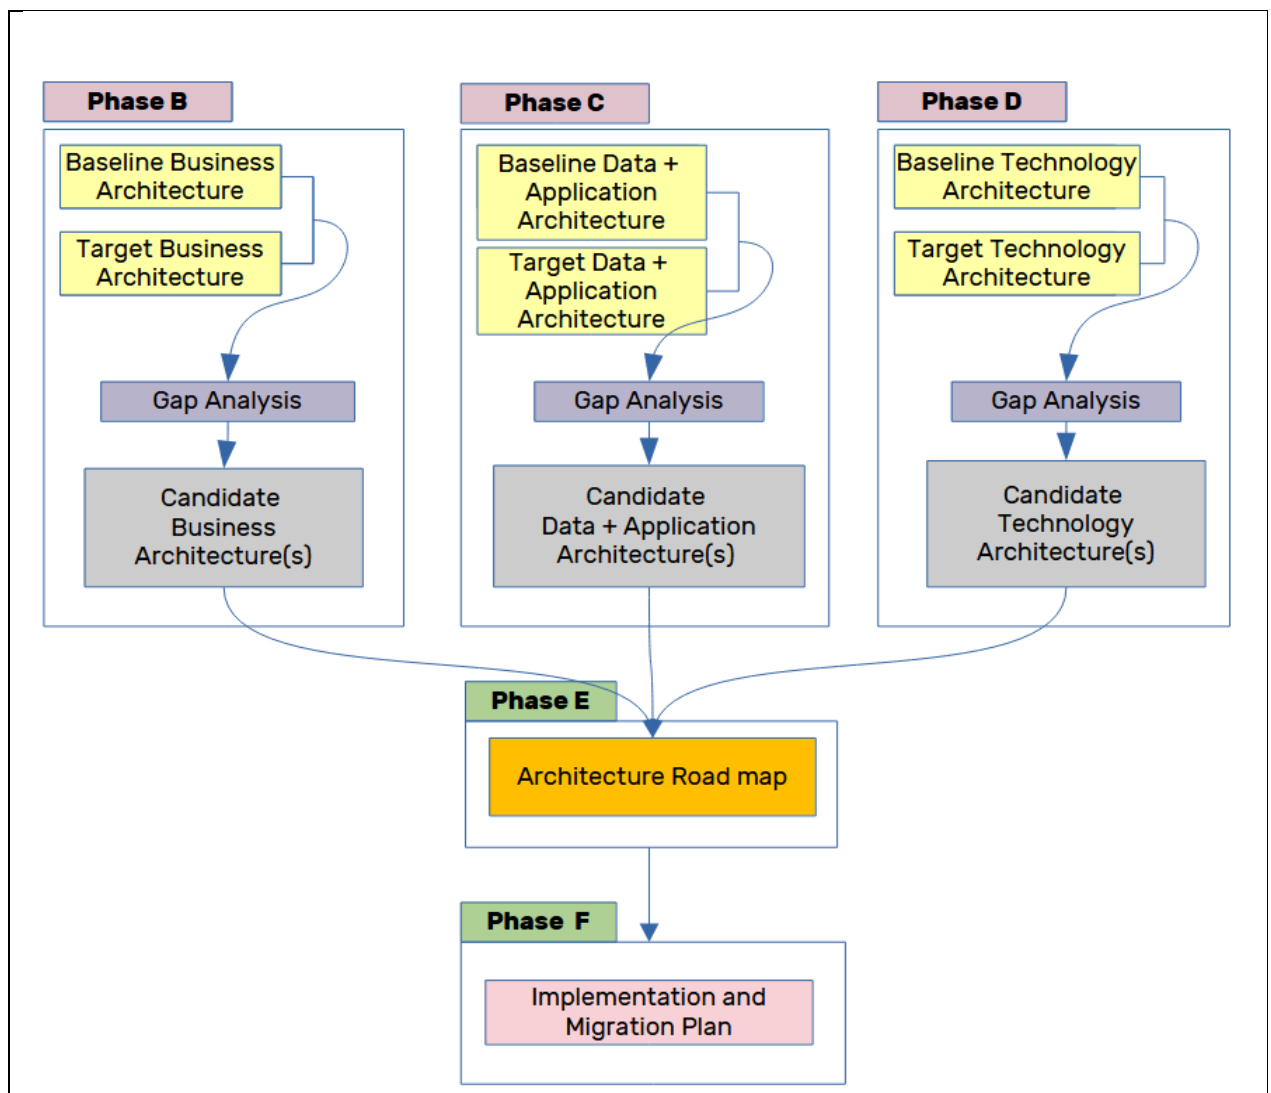 Phase B
Baseline Business
Architecture
Target Business
Architecture
Gap Analysis
Candidate
Business
Architecture(s)
Phase C
Baseline Data +
Application
Architecture
Target Data +
Application
Architecture
Gap Analysis
Candidate
Data + Application
Architecture(s)
Phase D
Baseline Technology
Architecture
Target Technology
Architecture
Gap Analysis
Candidate
Technology
Architecture(s)
Phase E
Architecture Road map
Phase F
Implementation and
Migration Plan